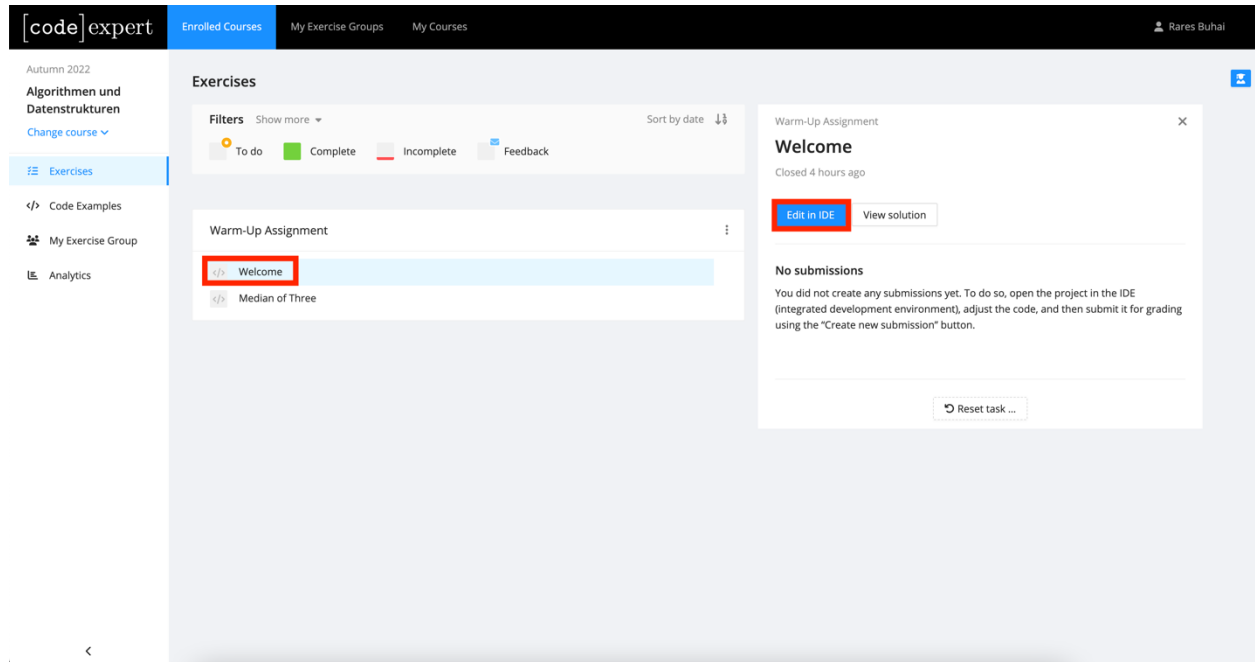 [code]expert
Enrolled Courses
My Exercise Groups
My Courses
Rares Buhai
Autumn 2022
Algorithmen und
Datenstrukturen
Change course
Exercises
Code Examples
My Exercise Group
Analytics
Exercises
Filters Show more
Sort by date
To do
Complete
Incomplete
Feedback
Warm-Up Assignment
</> Welcome
</> Median of Three
Warm-Up Assignment
Welcome
Closed 4 hours ago
Edit in IDE
View solution
No submissions
You did not create any submissions yet. To do so, open the project in the IDE
(integrated development environment), adjust the code, and then submit it for grading
using the “Create new submission” button.
Reset task ...